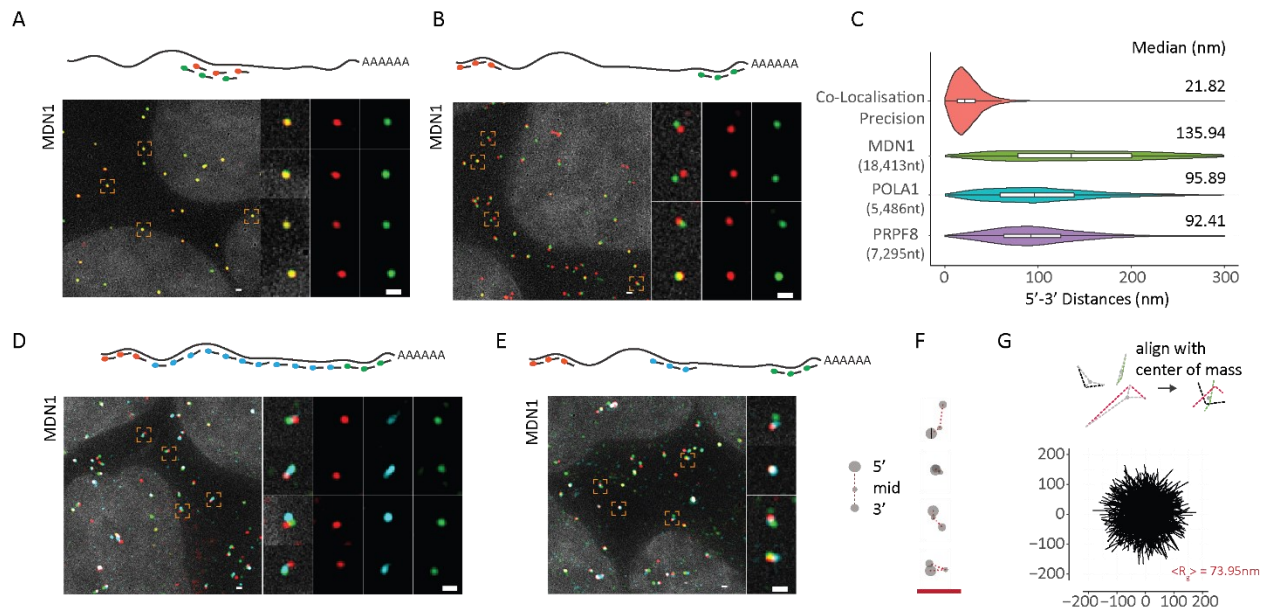 A
AAAAAA
MDN1
B
AAAAAA
MDN1
C
Median (nm)
Co-Localisation
Precision
21.82
MDN1
(18,413nt)
135.94
POLA1
(5,486nt)
95.89
PRPF8
(7,295nt)
92.41
0
100
200
300
5’-3’ Distances (nm)
D
AAAAAA
MDN1
E
AAAAAA
MDN1
F
5’
mid
3’
G
align with
center of mass
200
100
0
−100
−200
<Rg> = 73.95nm
−200 −100 0 100 200